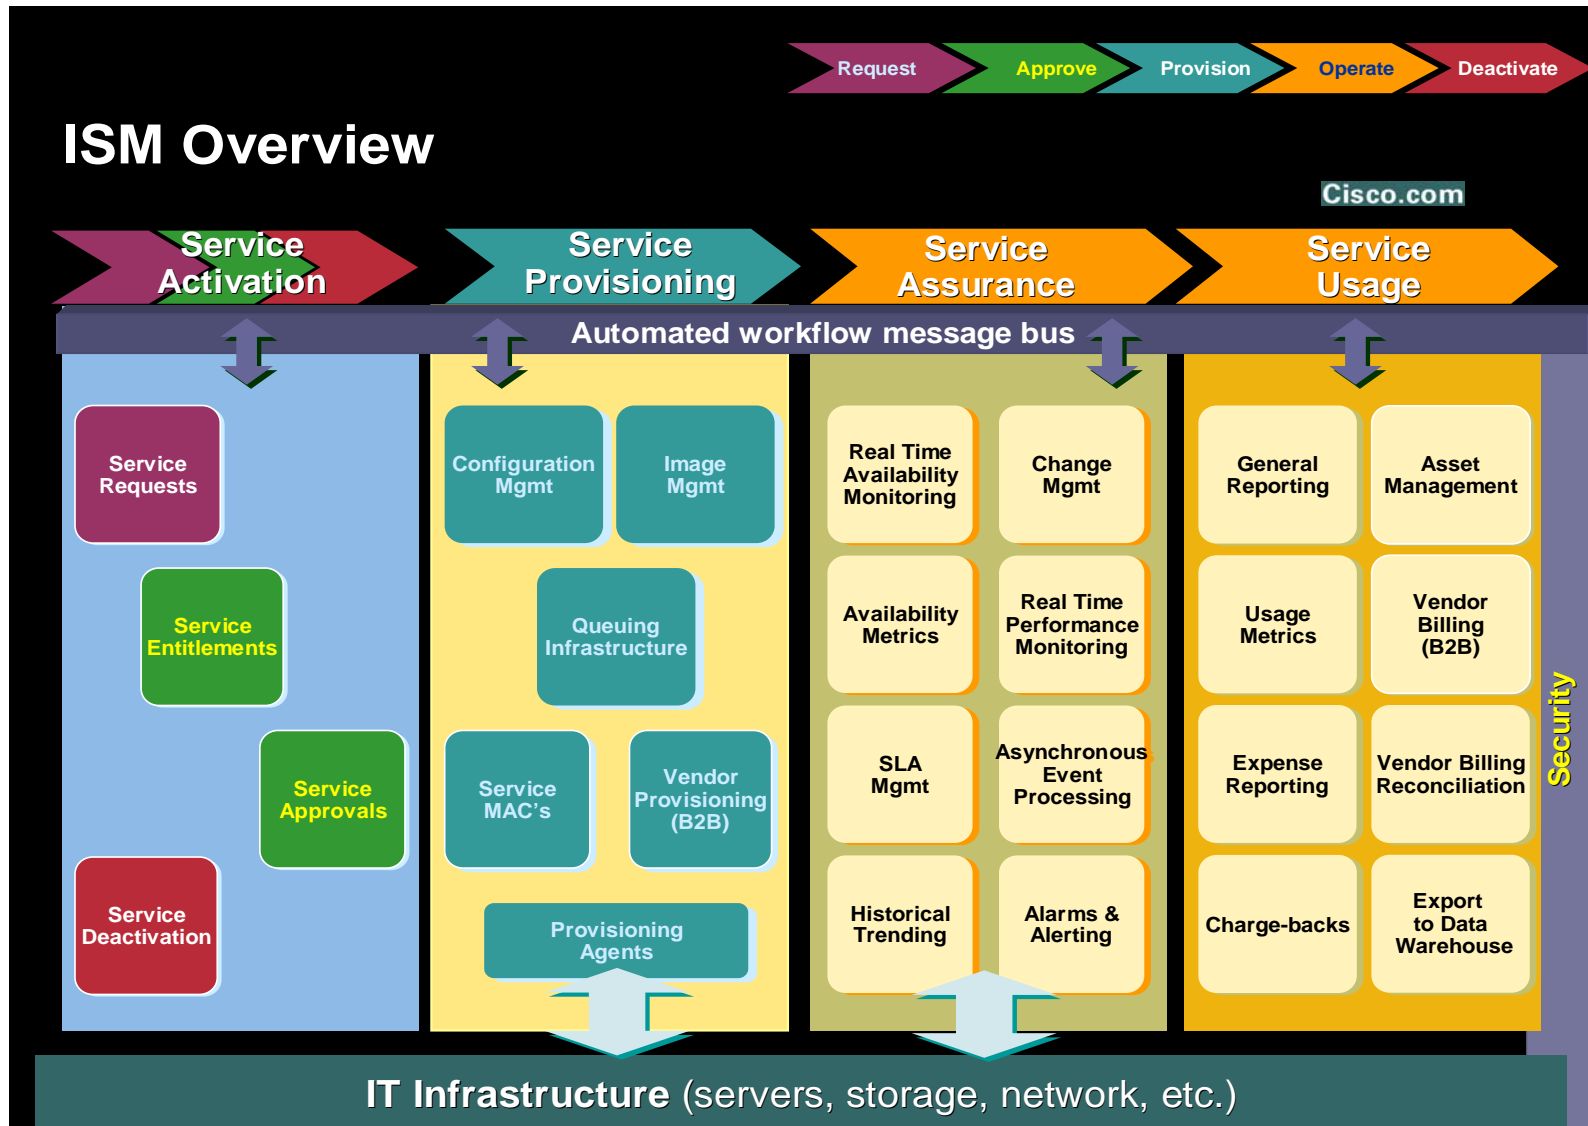 Request
Approve
Provision
Operate
Deactivate
ISM Overview
Cisco.com
Service
Activation
Service
Provisioning
Service
Assurance
Service
Usage
Automated workflow message bus
Service
Requests
Service
Entitlements
Service
Approvals
Service
Deactivation
Configuration
Mgmt
Image
Mgmt
Queuing
Infrastructure
Service
MAC's
Vendor
Provisioning
(B2B)
Provisioning
Agents
Real Time
Availability
Monitoring
Change
Mgmt
Availability
Metrics
Real Time
Performance
Monitoring
SLA
Mgmt
Asynchronous
Event
Processing
Historical
Trending
Alarms &
Alerting
General
Reporting
Asset
Management
Usage
Metrics
Vendor
Billing
(B2B)
Expense
Reporting
Vendor Billing
Reconciliation
Charge-backs
Export
to Data
Warehouse
Security
IT Infrastructure (servers, storage, network, etc.)